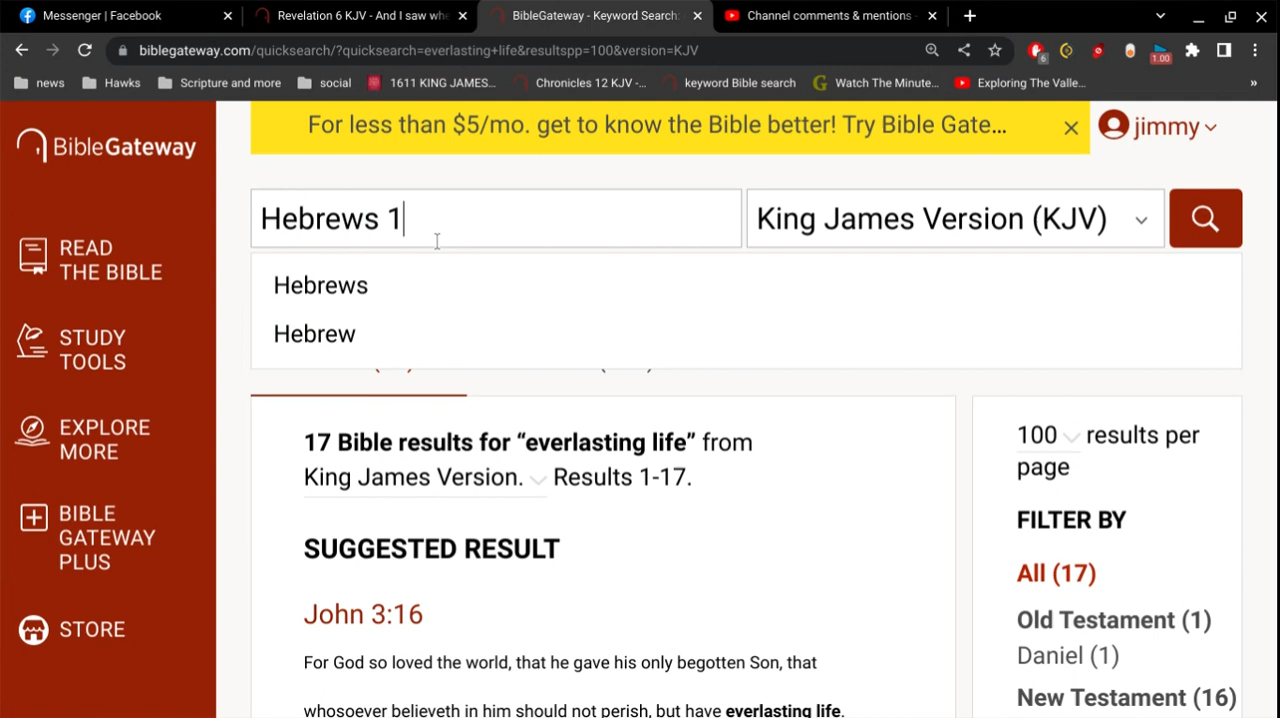 Messenger | Facebook
Revelation 6 KJV - And I saw whe
BibleGateway - Keyword Search:
Channel comments & mentions -
biblegateway.com/quicksearch/?quicksearch=everlasting+life&resultspp=100&version=KJV
6
1.00
news
Hawks
Scripture and more
social
1611 KING JAMES...
Chronicles 12 KJV -...
keyword Bible search
Watch The Minute...
Exploring The Valle...
»
BibleGateway
For less than $5/mo. get to know the Bible better! Try Bible Gate...
jimmy
Hebrews 1
King James Version (KJV)
Hebrews
Hebrew
READ
THE BIBLE
STUDY
TOOLS
EXPLORE
MORE
BIBLE
GATEWAY
PLUS
STORE
17 Bible results for “everlasting life” from
King James Version. Results 1-17.
SUGGESTED RESULT
John 3:16
For God so loved the world, that he gave his only begotten Son, that
whosoever believeth in him should not perish, but have everlasting life.
100 results per
page
FILTER BY
All (17)
Old Testament (1)
Daniel (1)
New Testament (16)